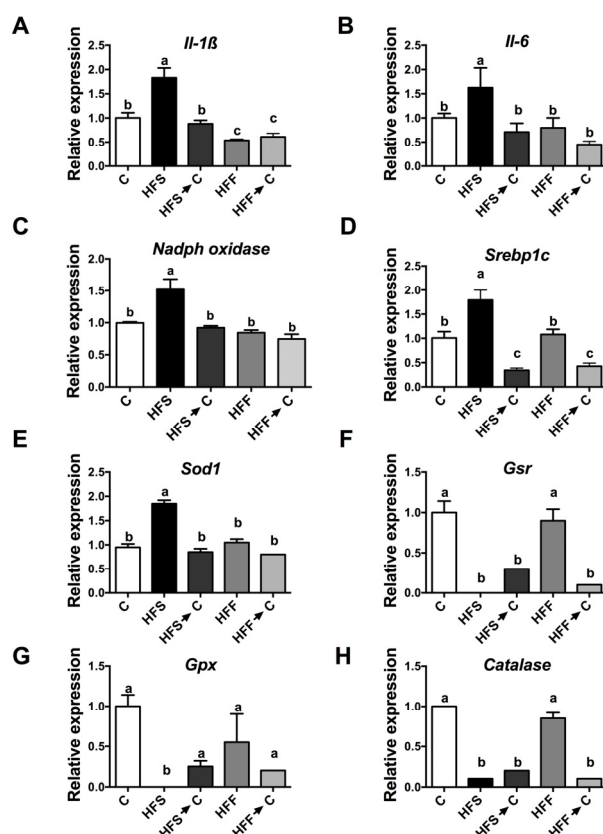 A
Il-1ß
Relative expression
2.5
2.0
1.5
1.0
0.5
0.0
b
a
b
c
c
C
HFS
HFS→C
HFF
HFF→C
B
Il-6
Relative expression
2.5
2.0
1.5
1.0
0.5
0.0
b
a
b
b
b
C
HFS
HFS→C
HFF
HFF→C
C
Nadph oxidase
Relative expression
2.0
1.5
1.0
0.5
0.0
b
a
b
b
b
C
HFS
HFS→C
HFF
HFF→C
D
Srebp1c
Relative expression
2.5
2.0
1.5
1.0
0.5
0.0
b
a
c
b
c
C
HFS
HFS→C
HFF
HFF→C
E
Sod1
Relative expression
2.5
2.0
1.5
1.0
0.5
0.0
b
a
b
b
b
C
HFS
HFS→C
HFF
HFF→C
F
Gsr
Relative expression
1.5
1.0
0.5
0.0
a
b
b
a
b
C
HFS
HFS→C
HFF
HFF→C
G
Gpx
Relative expression
1.5
1.0
0.5
0.0
a
b
a
a
a
C
HFS
HFS→C
HFF
HFF→C
H
Catalase
Relative expression
1.5
1.0
0.5
0.0
a
b
b
a
b
C
HFS
HFS→C
HFF
HFF→C